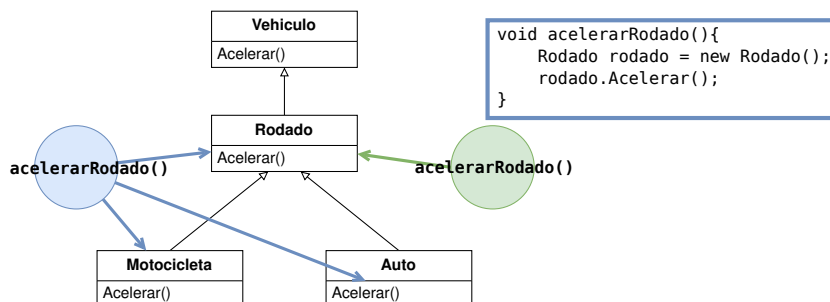 Vehiculo
Acelerar()
void acelerarRodado(){
    Rodado rodado = new Rodado();
    rodado.Acelerar();
}
Rodado
Acelerar()
acelerarRodado()
acelerarRodado()
Motocicleta
Acelerar()
Auto
Acelerar()